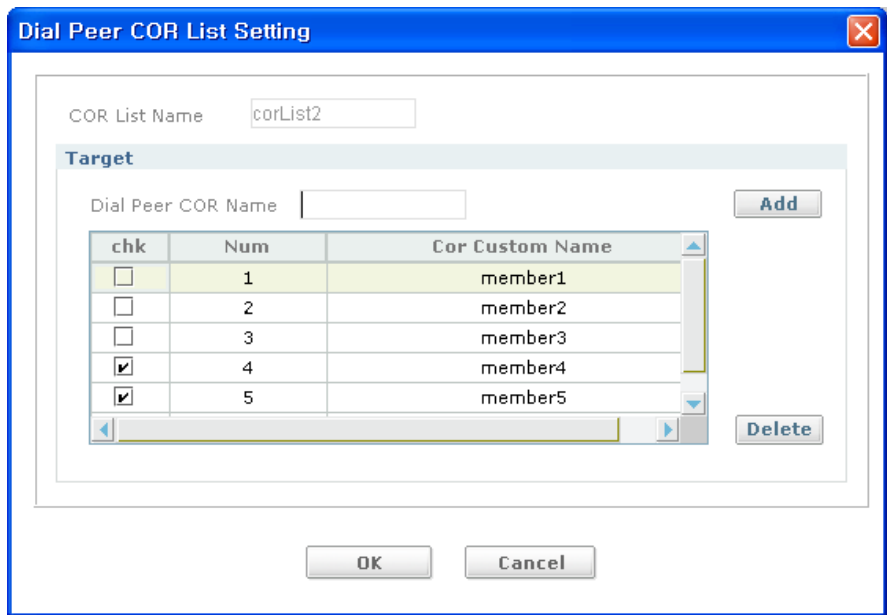 Dial Peer COR List Setting
COR List Name corList2
Target
Dial Peer COR Name Add
chk Num Cor Custom Name
1 member1
2 member2
3 member3
4 member4
5 member5
Delete
OK Cancel